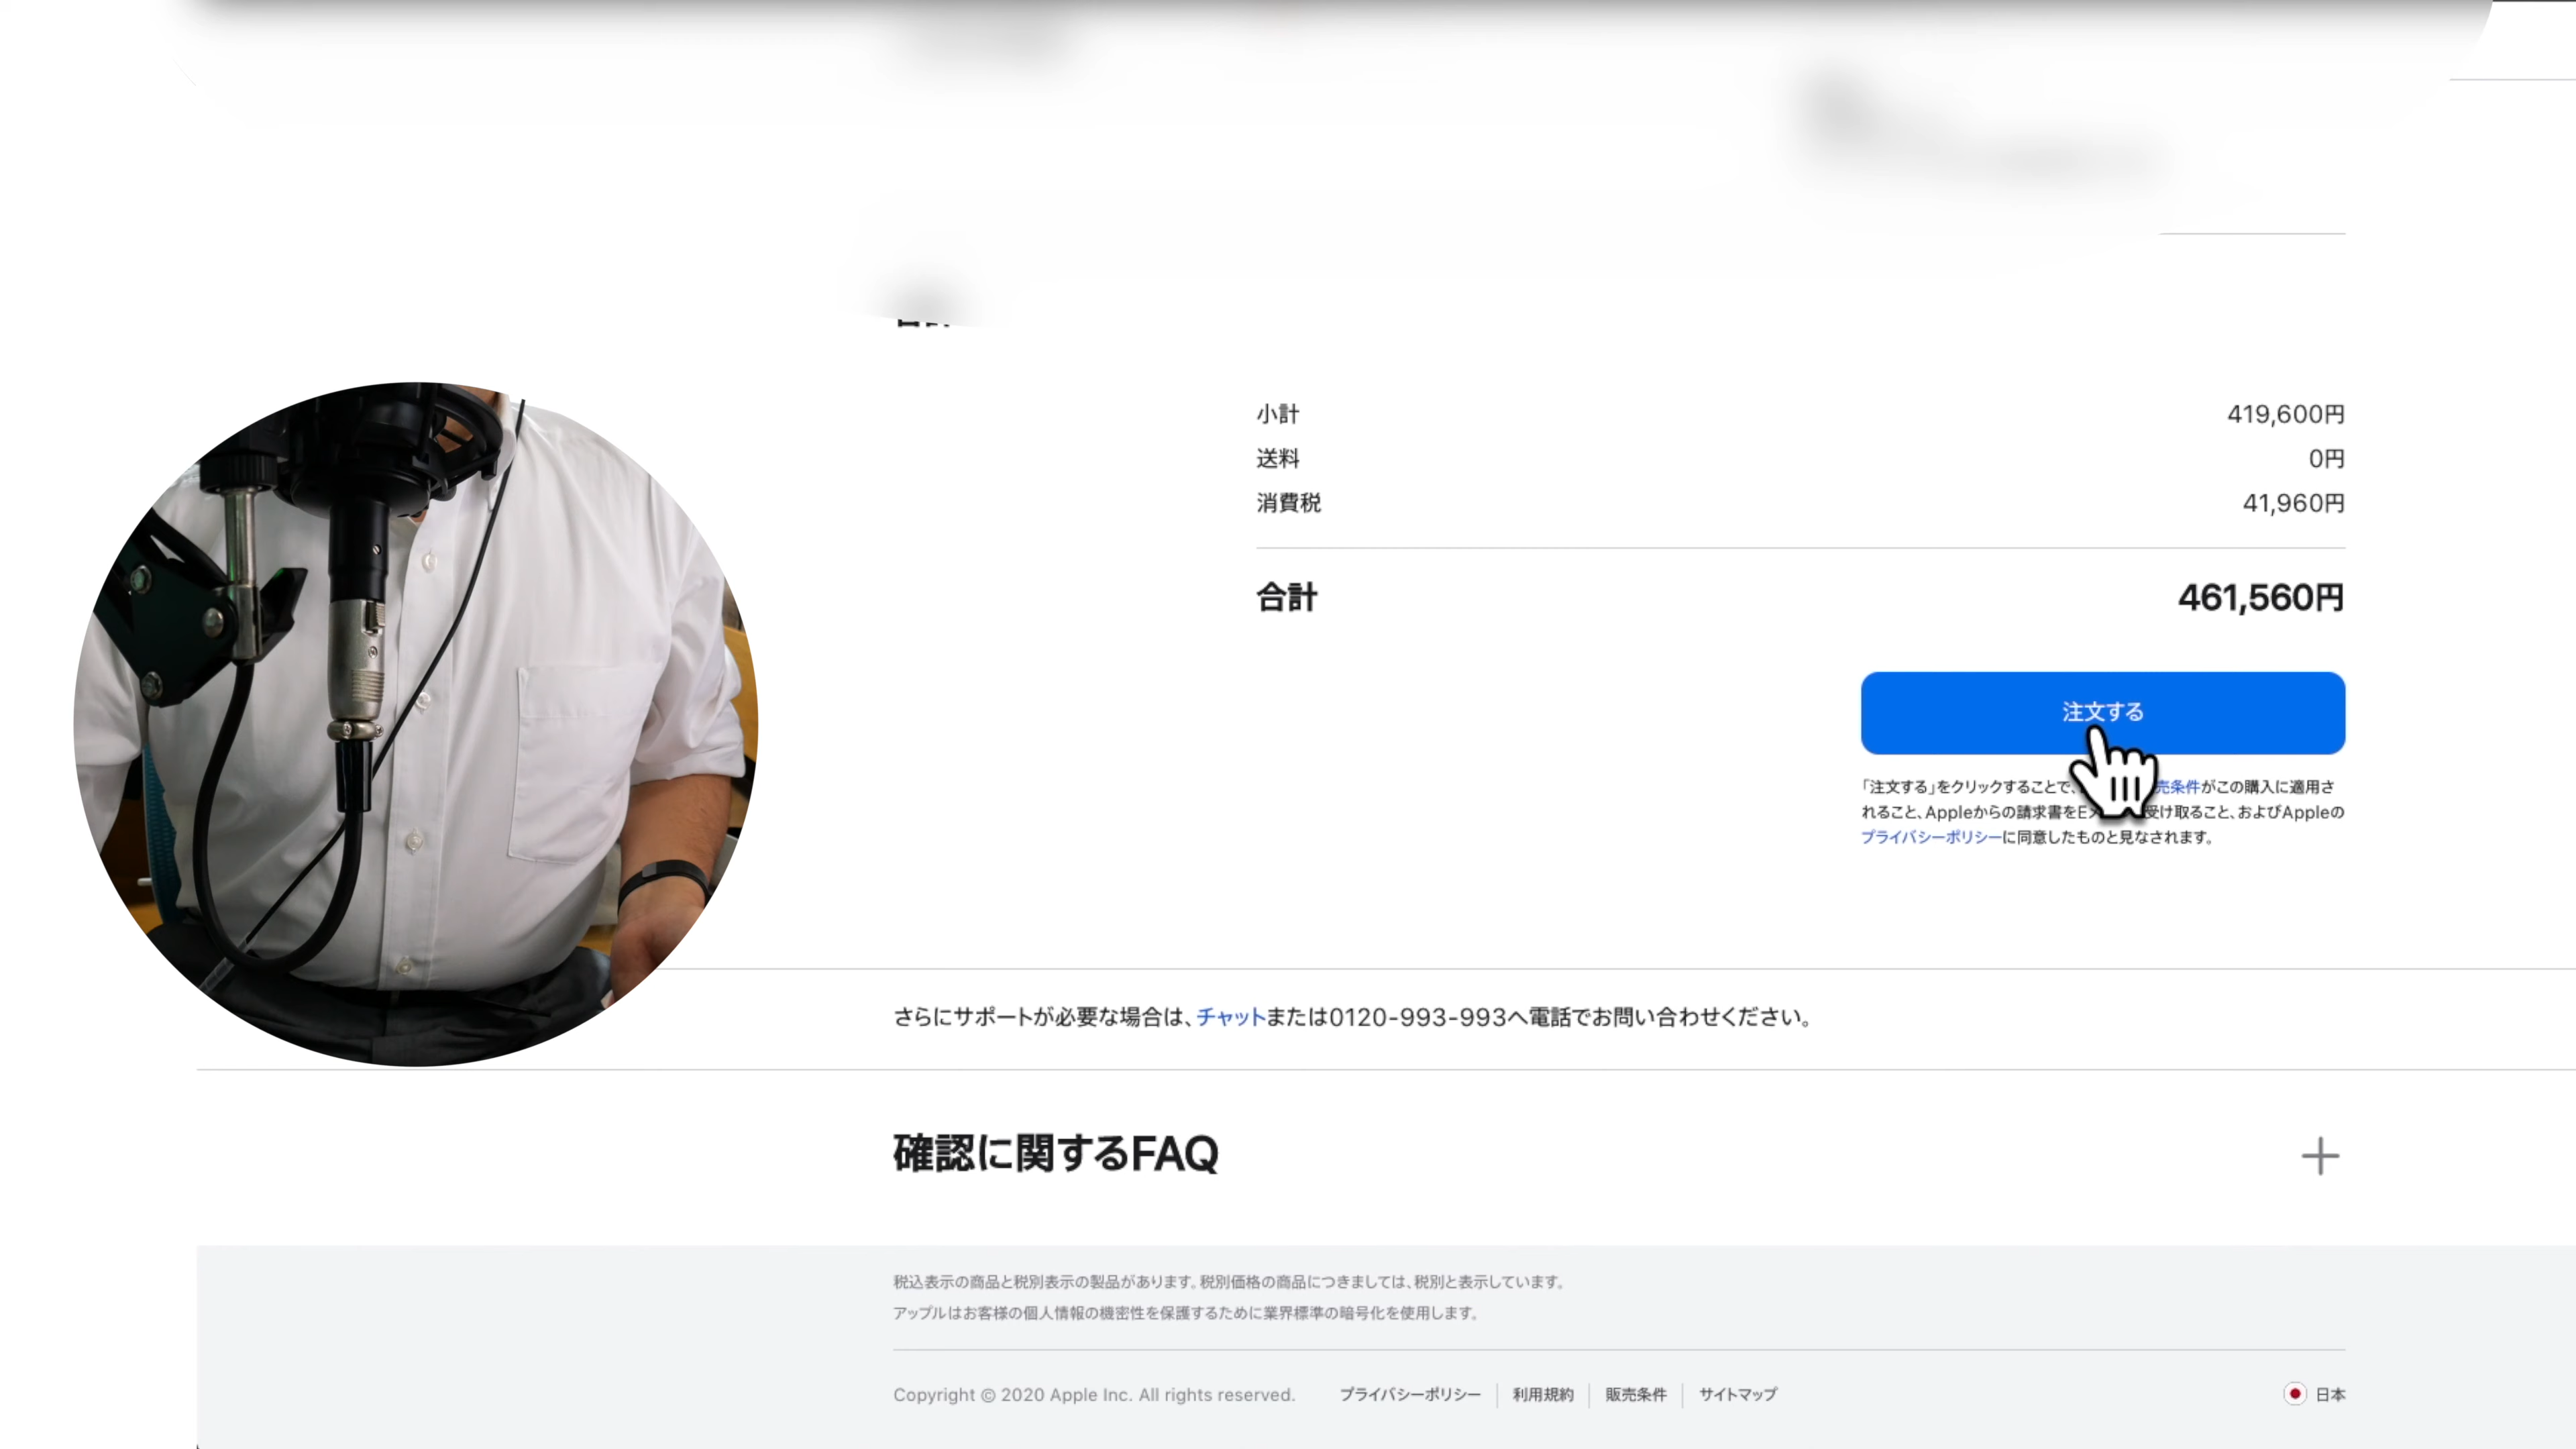 小計 419,600円
送料 0円
消費税 41,960円
合計 461,560円
注文する
「注文する」をクリックすることで、 売条件がこの購入に適用さ
れること、Appleからの請求書をEメ 受け取ること、およびAppleの
プライバシーポリシーに同意したものと見なされます。
さらにサポートが必要な場合は、チャットまたは0120-993-993へ電話でお問い合わせください。
確認に関するFAQ
税込表示の商品と税別表示の製品があります。税別価格の商品につきましては、税別と表示しています。
アップルはお客様の個人情報の機密性を保護するために業界標準の暗号化を使用します。
Copyright © 2020 Apple Inc. All rights reserved. プライバシーポリシー 利用規約 販売条件 サイトマップ 日本